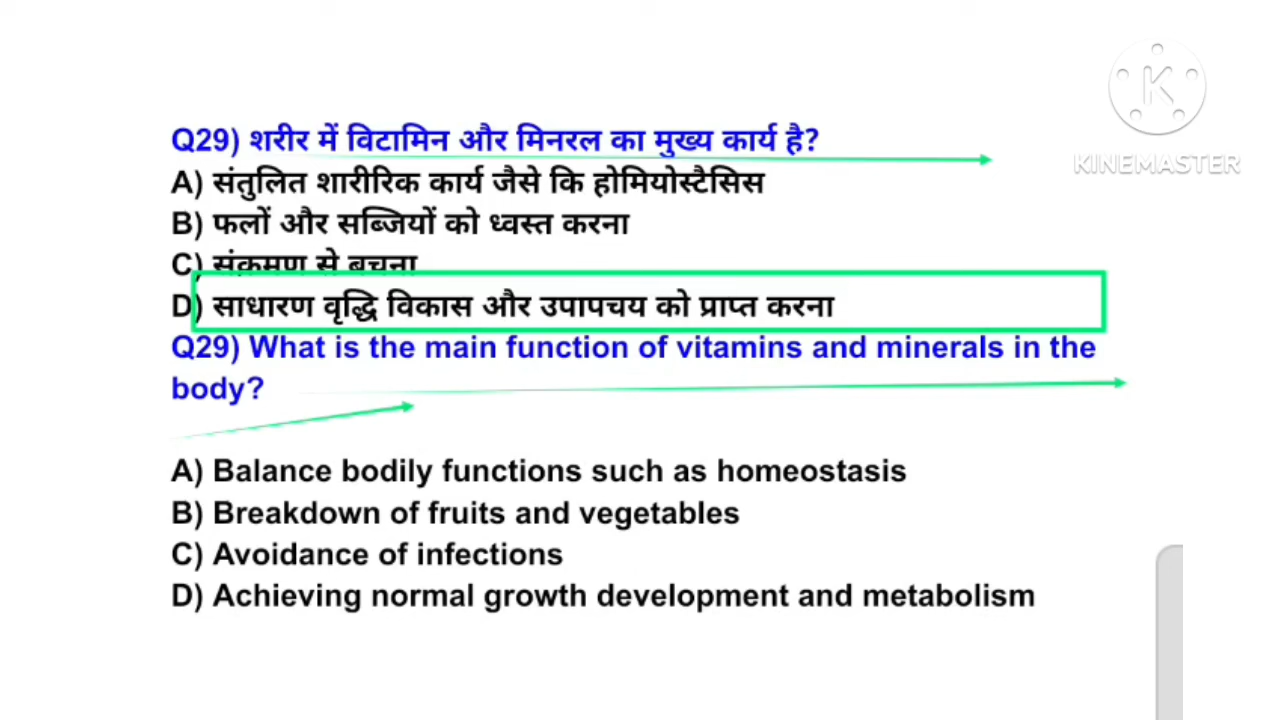 Q29) शरीर में विटामिन और मिनरल का मुख्य कार्य है?
A) संतुलित शारीरिक कार्य जैसे कि होमियोस्टैसिस
B) फलों और सब्जियों को ध्वस्त करना
C) संक्रमण से बचना
D) साधारण वृद्धि विकास और उपापचय को प्राप्त करना
Q29) What is the main function of vitamins and minerals in the
body?
A) Balance bodily functions such as homeostasis
B) Breakdown of fruits and vegetables
C) Avoidance of infections
D) Achieving normal growth development and metabolism
K
KINEMASTER